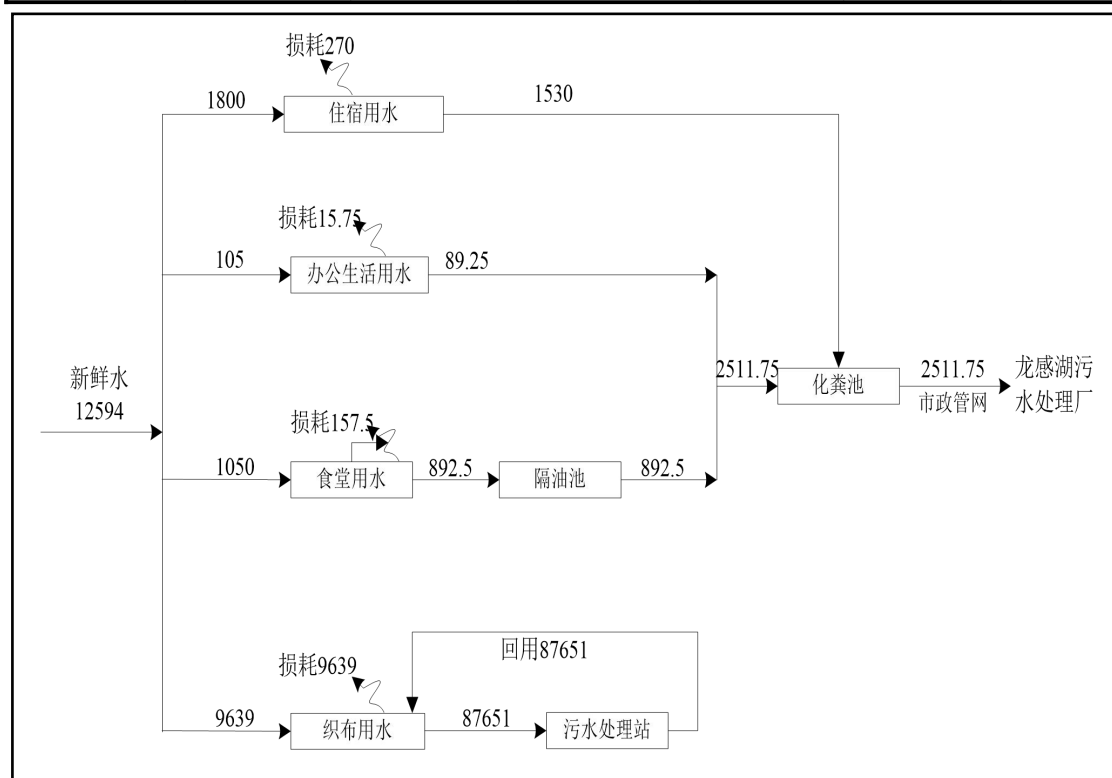 损耗270
1800
住宿用水
1530
损耗15.75
105
办公生活用水
89.25
新鲜水
12594
2511.75
化粪池
2511.75
市政管网
龙感湖污
水处理厂
损耗157.5
1050
食堂用水
892.5
隔油池
892.5
回用87651
损耗9639
9639
织布用水
87651
污水处理站